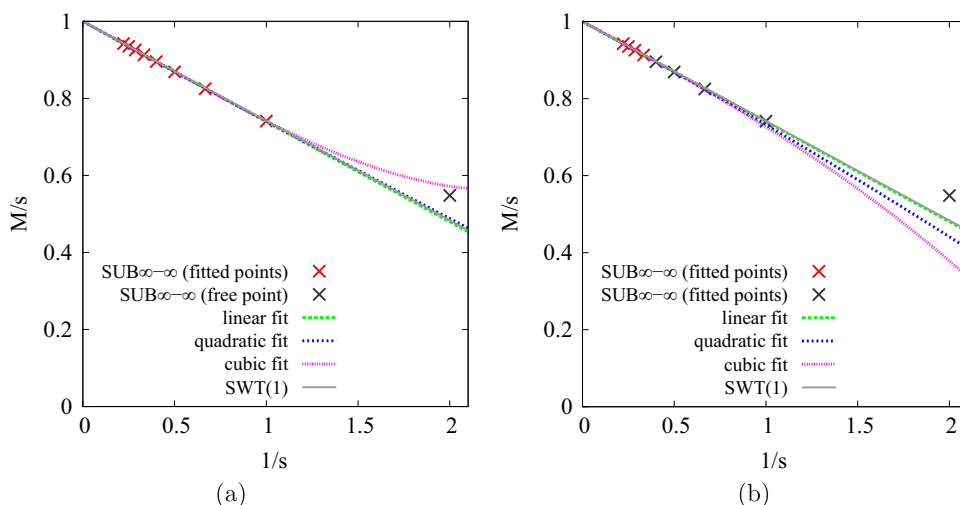 1
0.8
0.6
0.4
0.2
0
M/s
SUB∞−∞ (fitted points)
SUB∞−∞ (free point)
linear fit
quadratic fit
cubic fit
SWT(1)
0 0.5 1 1.5 2
1/s
(a)
1
0.8
0.6
0.4
0.2
0
M/s
SUB∞−∞ (fitted points)
SUB∞−∞ (fitted points)
linear fit
quadratic fit
cubic fit
SWT(1)
0 0.5 1 1.5 2
1/s
(b)